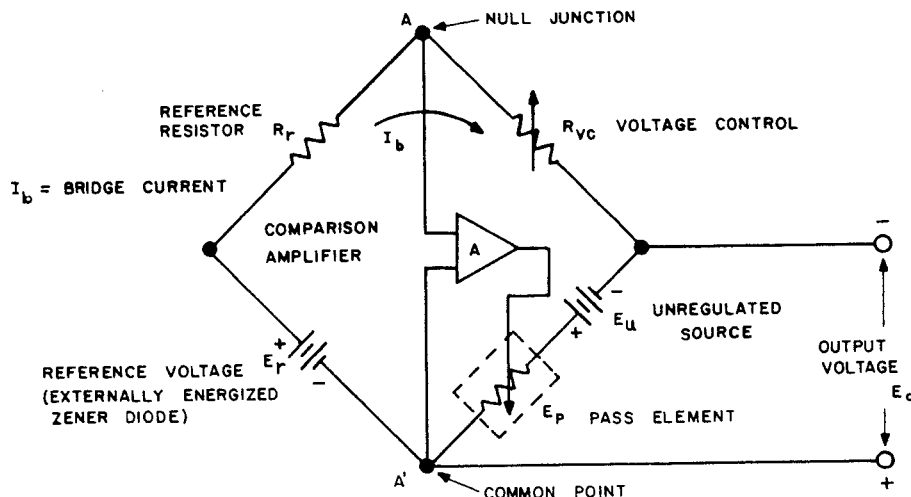 A
NULL JUNCTION
REFERENCE
RESISTOR
Rr
Ib
RVC VOLTAGE CONTROL
Ib = BRIDGE CURRENT
COMPARISON
AMPLIFIER
A
−
−
Eu UNREGULATED
SOURCE
+
+
Er
−
REFERENCE VOLTAGE
(EXTERNALLY ENERGIZED
ZENER DIODE)
OUTPUT
VOLTAGE
Eo
EP PASS ELEMENT
A'
COMMON POINT
+